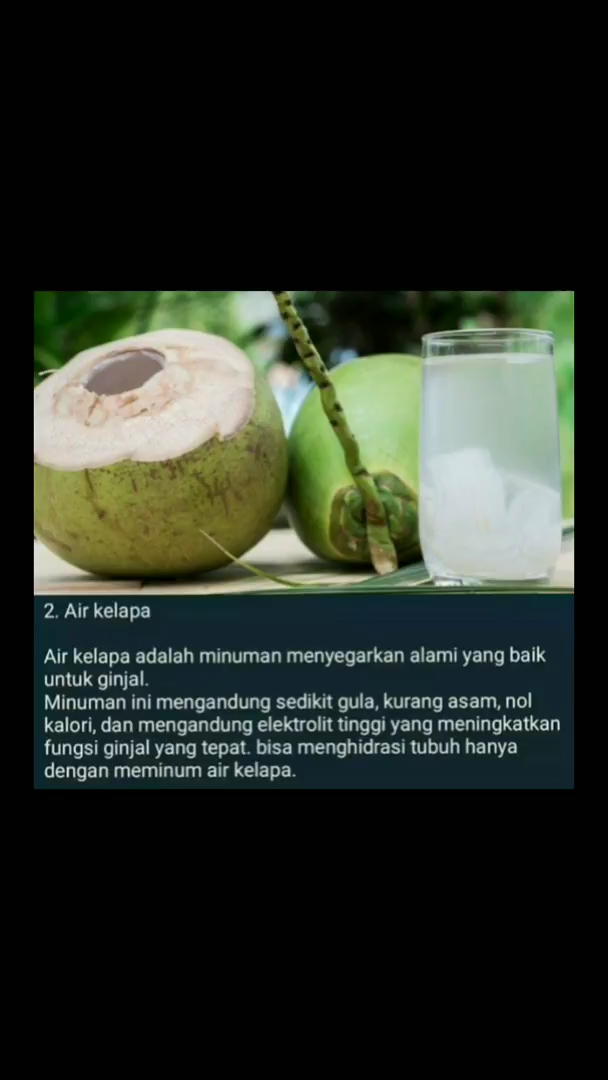 2. Air kelapa
Air kelapa adalah minuman menyegarkan alami yang baik
untuk ginjal.
Minuman ini mengandung sedikit gula, kurang asam, nol
kalori, dan mengandung elektrolit tinggi yang meningkatkan
fungsi ginjal yang tepat. bisa menghidrasi tubuh hanya
dengan meminum air kelapa.